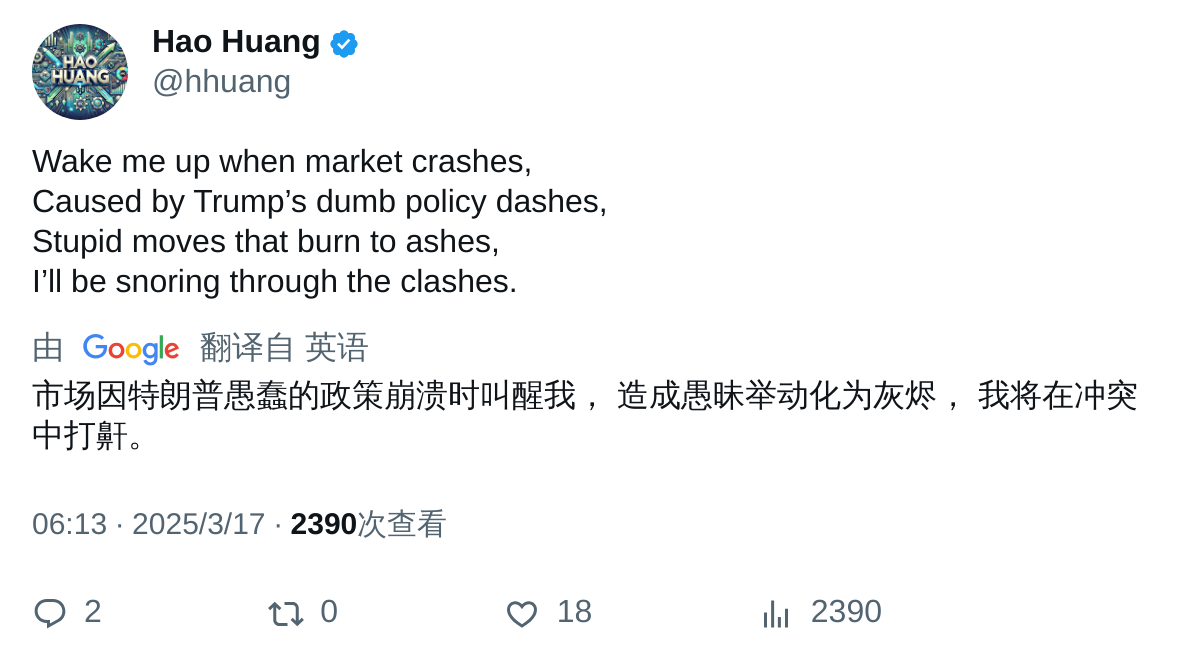 HAO
HUANG
Hao Huang
@hhuang
Wake me up when market crashes,
Caused by Trump’s dumb policy dashes,
Stupid moves that burn to ashes,
I’ll be snoring through the clashes.
由 Google 翻译自 英语
市场因特朗普愚蠢的政策崩溃时叫醒我， 造成愚昧举动化为灰烬， 我将在冲突
中打鼾。
06:13 · 2025/3/17 · 2390次查看
2 0 18 2390